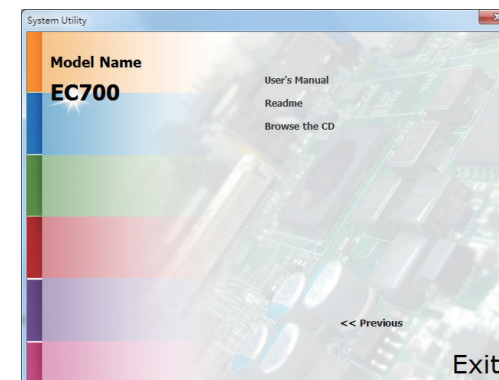 System Utility
Model Name
EC700
User's Manual
Readme
Browse the CD
<< Previous
Exit